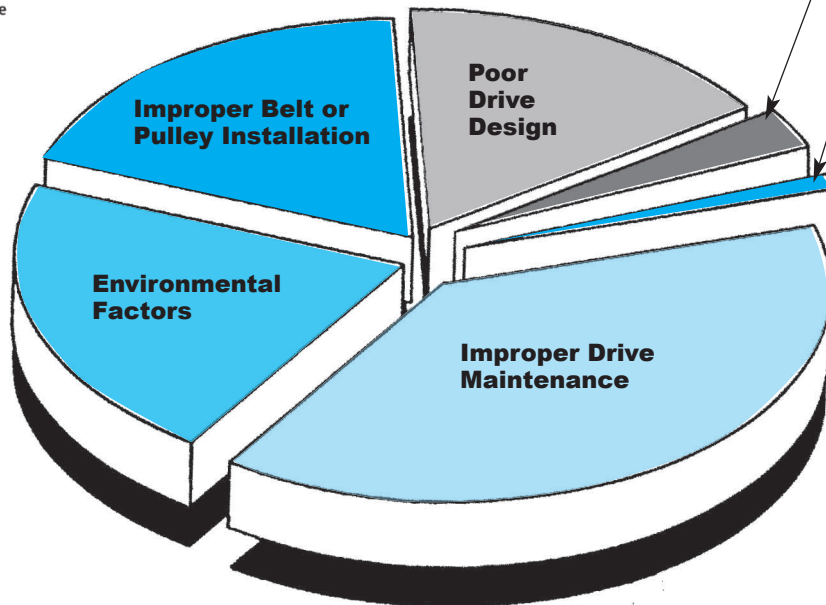 Improper Belt or
Pulley Installation
Poor
Drive
Design
Environmental
Factors
Improper Drive
Maintenance